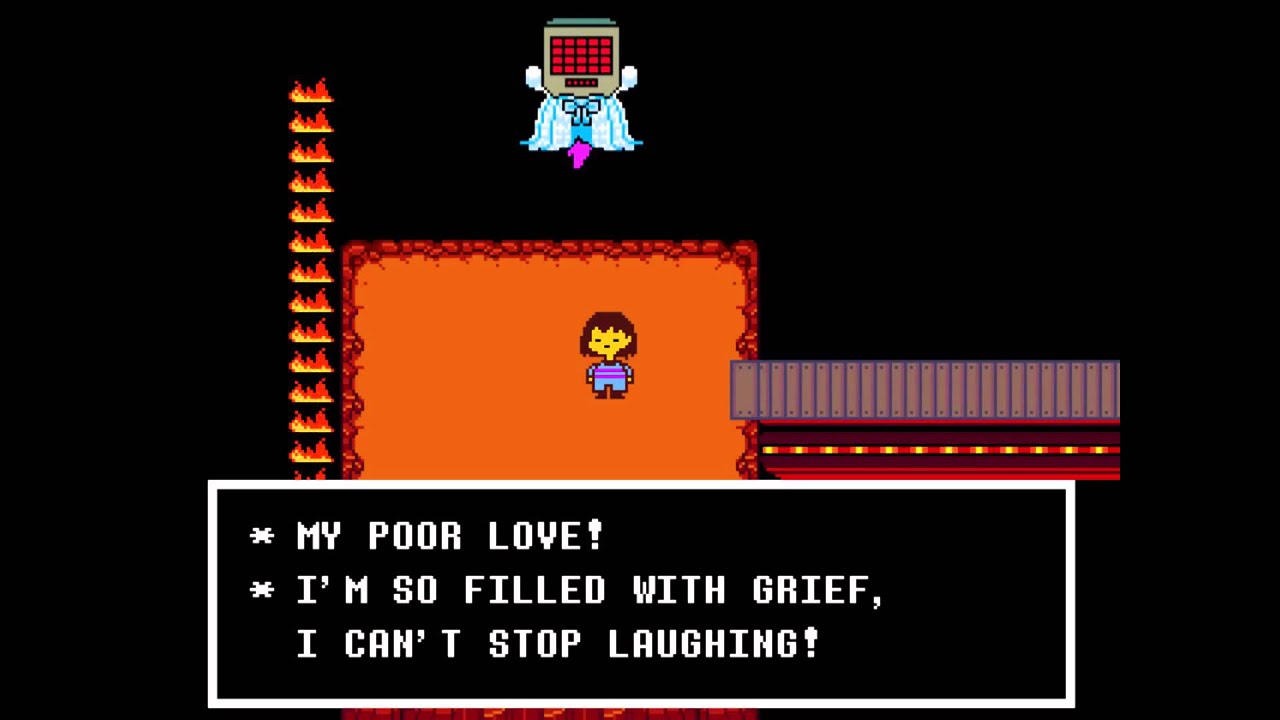 * MY POOR LOVE!
* I'M SO FILLED WITH GRIEF,
I CAN'T STOP LAUGHING!